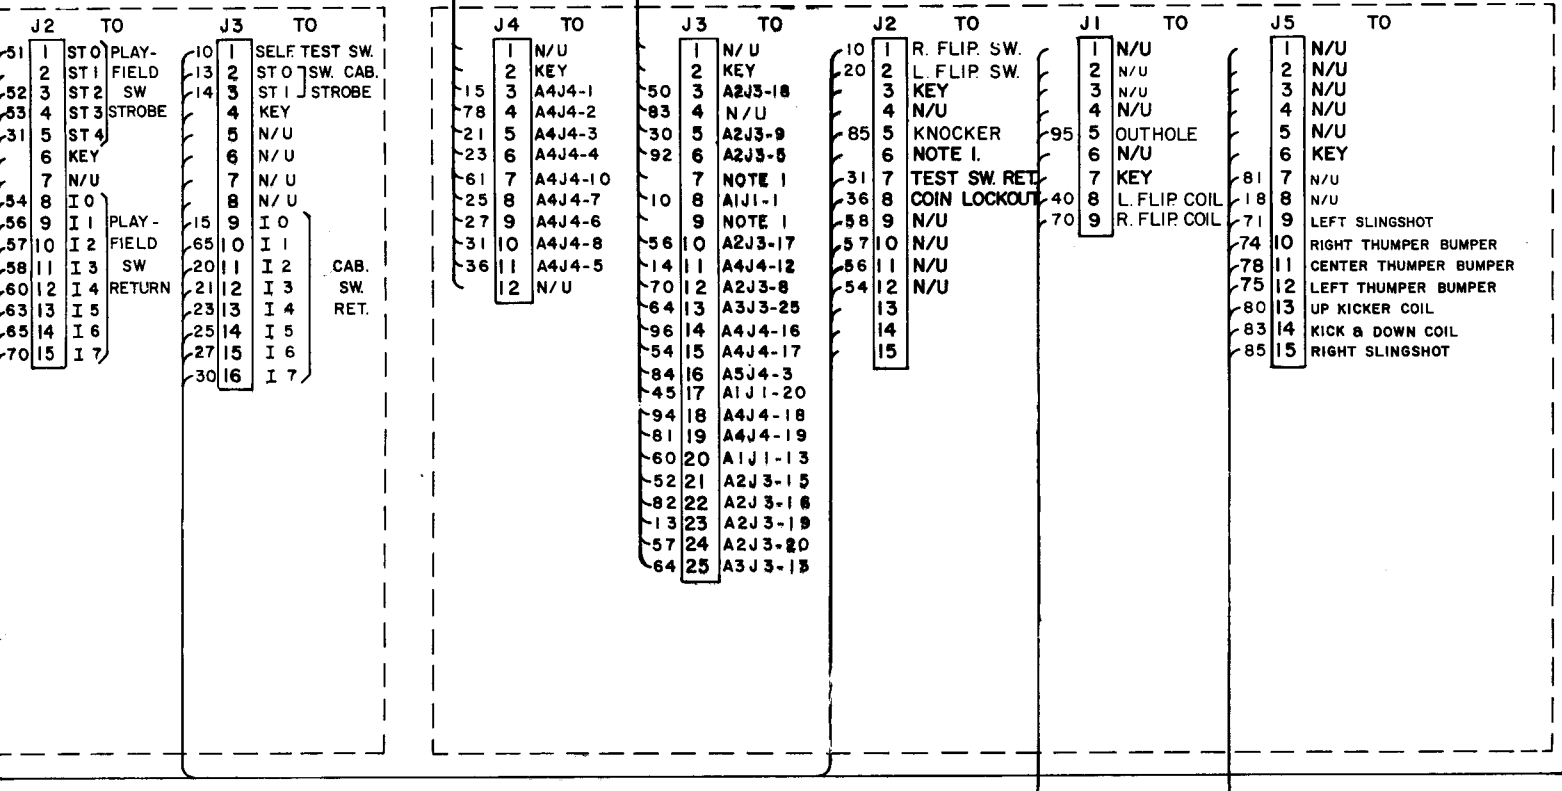 J2 TO
51 1 ST 0 PLAY-
2 ST 1 FIELD
52 3 ST 2 SW
53 4 ST 3 STROBE
31 5 ST 4
6 KEY
7 N/U
54 8 I 0
56 9 I 1 PLAY-
57 10 I 2 FIELD
58 11 I 3 SW
60 12 I 4 RETURN
63 13 I 5
65 14 I 6
70 15 I 7
J3 TO
10 1 SELF TEST SW.
13 2 ST 0 SW. CAB.
14 3 ST 1 STROBE
4 KEY
5 N/U
6 N/U
7 N/U
8 N/U
15 9 I 0
65 10 I 1
20 11 I 2 CAB.
21 12 I 3 SW.
23 13 I 4 RET.
25 14 I 5
27 15 I 6
30 16 I 7
J4 TO
1 N/U
2 KEY
15 3 A4J4-1
78 4 A4J4-2
21 5 A4J4-3
23 6 A4J4-4
61 7 A4J4-10
25 8 A4J4-7
27 9 A4J4-6
31 10 A4J4-8
36 11 A4J4-5
12 N/U
J3 TO
1 N/U
2 KEY
50 3 A2J3-18
83 4 N/U
30 5 A2J3-9
92 6 A2J3-5
7 NOTE 1
10 8 A1J1-1
9 NOTE 1
56 10 A2J3-17
14 11 A4J4-12
70 12 A2J3-8
64 13 A3J3-25
96 14 A4J4-16
54 15 A4J4-17
84 16 A5J4-3
45 17 A1J1-20
94 18 A4J4-18
81 19 A4J4-19
60 20 A1J1-13
52 21 A2J3-15
82 22 A2J3-16
13 23 A2J3-19
57 24 A2J3-20
64 25 A3J3-13
J2 TO
10 1 R. FLIP. SW.
20 2 L. FLIP. SW.
3 KEY
4 N/U
85 5 KNOCKER
6 NOTE 1.
31 7 TEST SW. RET.
36 8 COIN LOCKOUT
58 9 N/U
57 10 N/U
56 11 N/U
54 12 N/U
13
14
15
J1 TO
1 N/U
2 N/U
3 N/U
4 N/U
95 5 OUTHOLE
6 N/U
7 KEY
40 8 L. FLIP. COIL
70 9 R. FLIP. COIL
J5 TO
1 N/U
2 N/U
3 N/U
4 N/U
5 N/U
6 KEY
81 7 N/U
18 8 N/U
71 9 LEFT SLINGSHOT
74 10 RIGHT THUMPER BUMPER
78 11 CENTER THUMPER BUMPER
75 12 LEFT THUMPER BUMPER
80 13 UP KICKER COIL
83 14 KICK & DOWN COIL
85 15 RIGHT SLINGSHOT